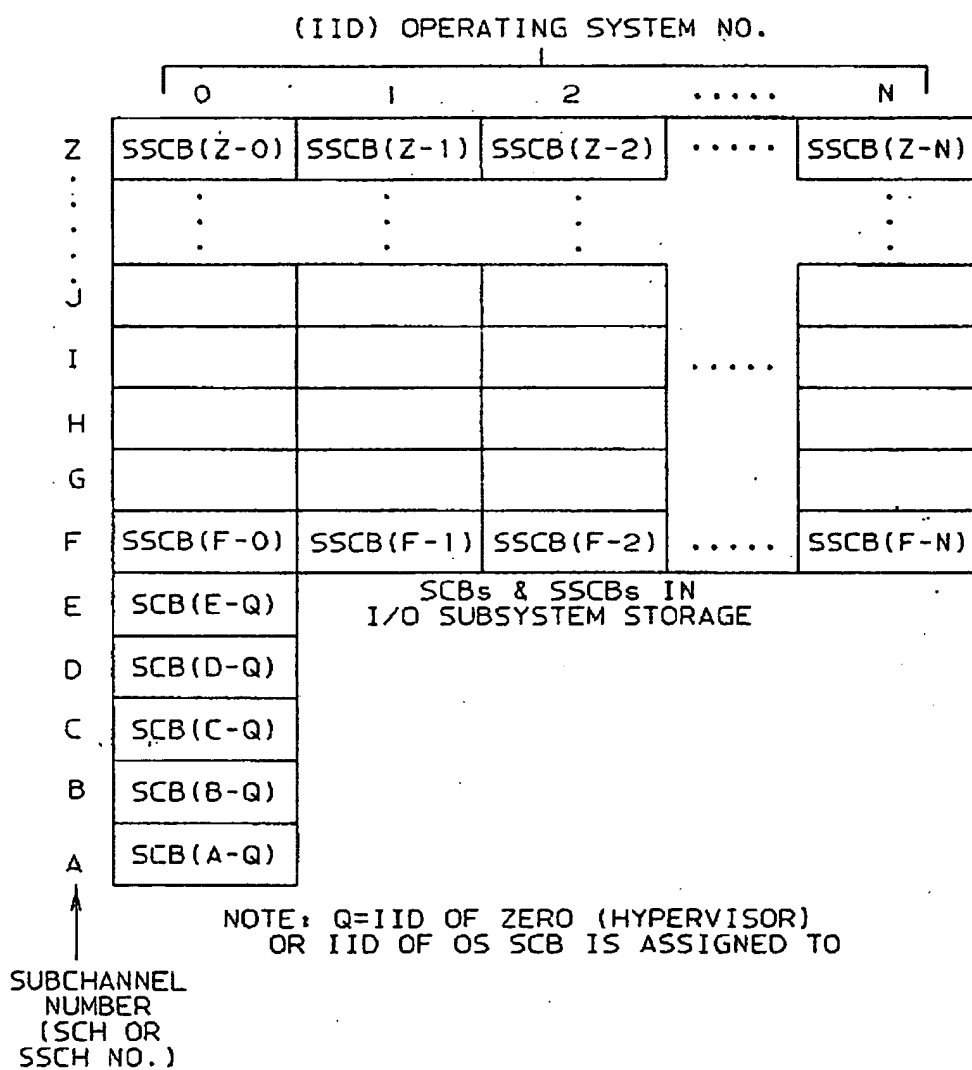 (IID) OPERATING SYSTEM NO.
0 1 2 ..... N
Z SSCB(Z-0) SSCB(Z-1) SSCB(Z-2) ..... SSCB(Z-N)
J
I .....
H
G
F SSCB(F-0) SSCB(F-1) SSCB(F-2) ..... SSCB(F-N)
E SCB(E-Q)
SCBs & SSCBs IN
I/O SUBSYSTEM STORAGE
D SCB(D-Q)
C SCB(C-Q)
B SCB(B-Q)
A SCB(A-Q)
NOTE: Q=IID OF ZERO (HYPERVISOR)
OR IID OF OS SCB IS ASSIGNED TO
SUBCHANNEL
NUMBER
(SCH OR
SSCH NO.)